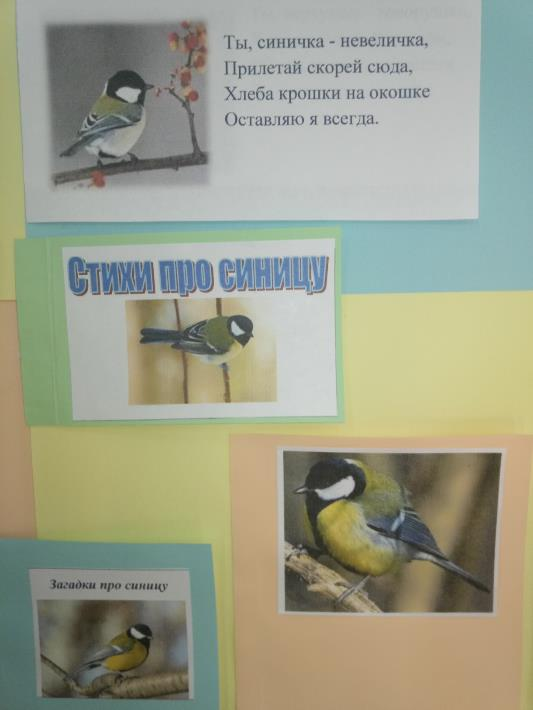 Ты, синичка - невеличка,
Прилетай скорей сюда,
Хлеба крошки на окошке
Оставляю я всегда.
Стихи про синицу
Загадки про синицу